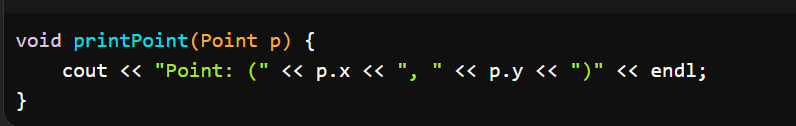 void printPoint(Point p) {
    cout << "Point: (" << p.x << ", " << p.y << ")" << endl;
}